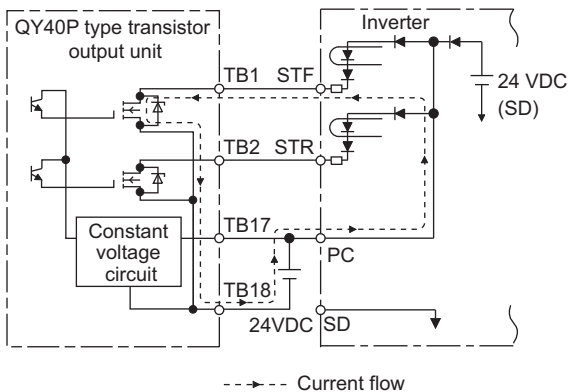 QY40P type transistor
output unit
Inverter
TB1 STF
24 VDC
(SD)
TB2 STR
TB17
Constant
voltage
circuit
PC
TB18
24VDC SD
Current flow